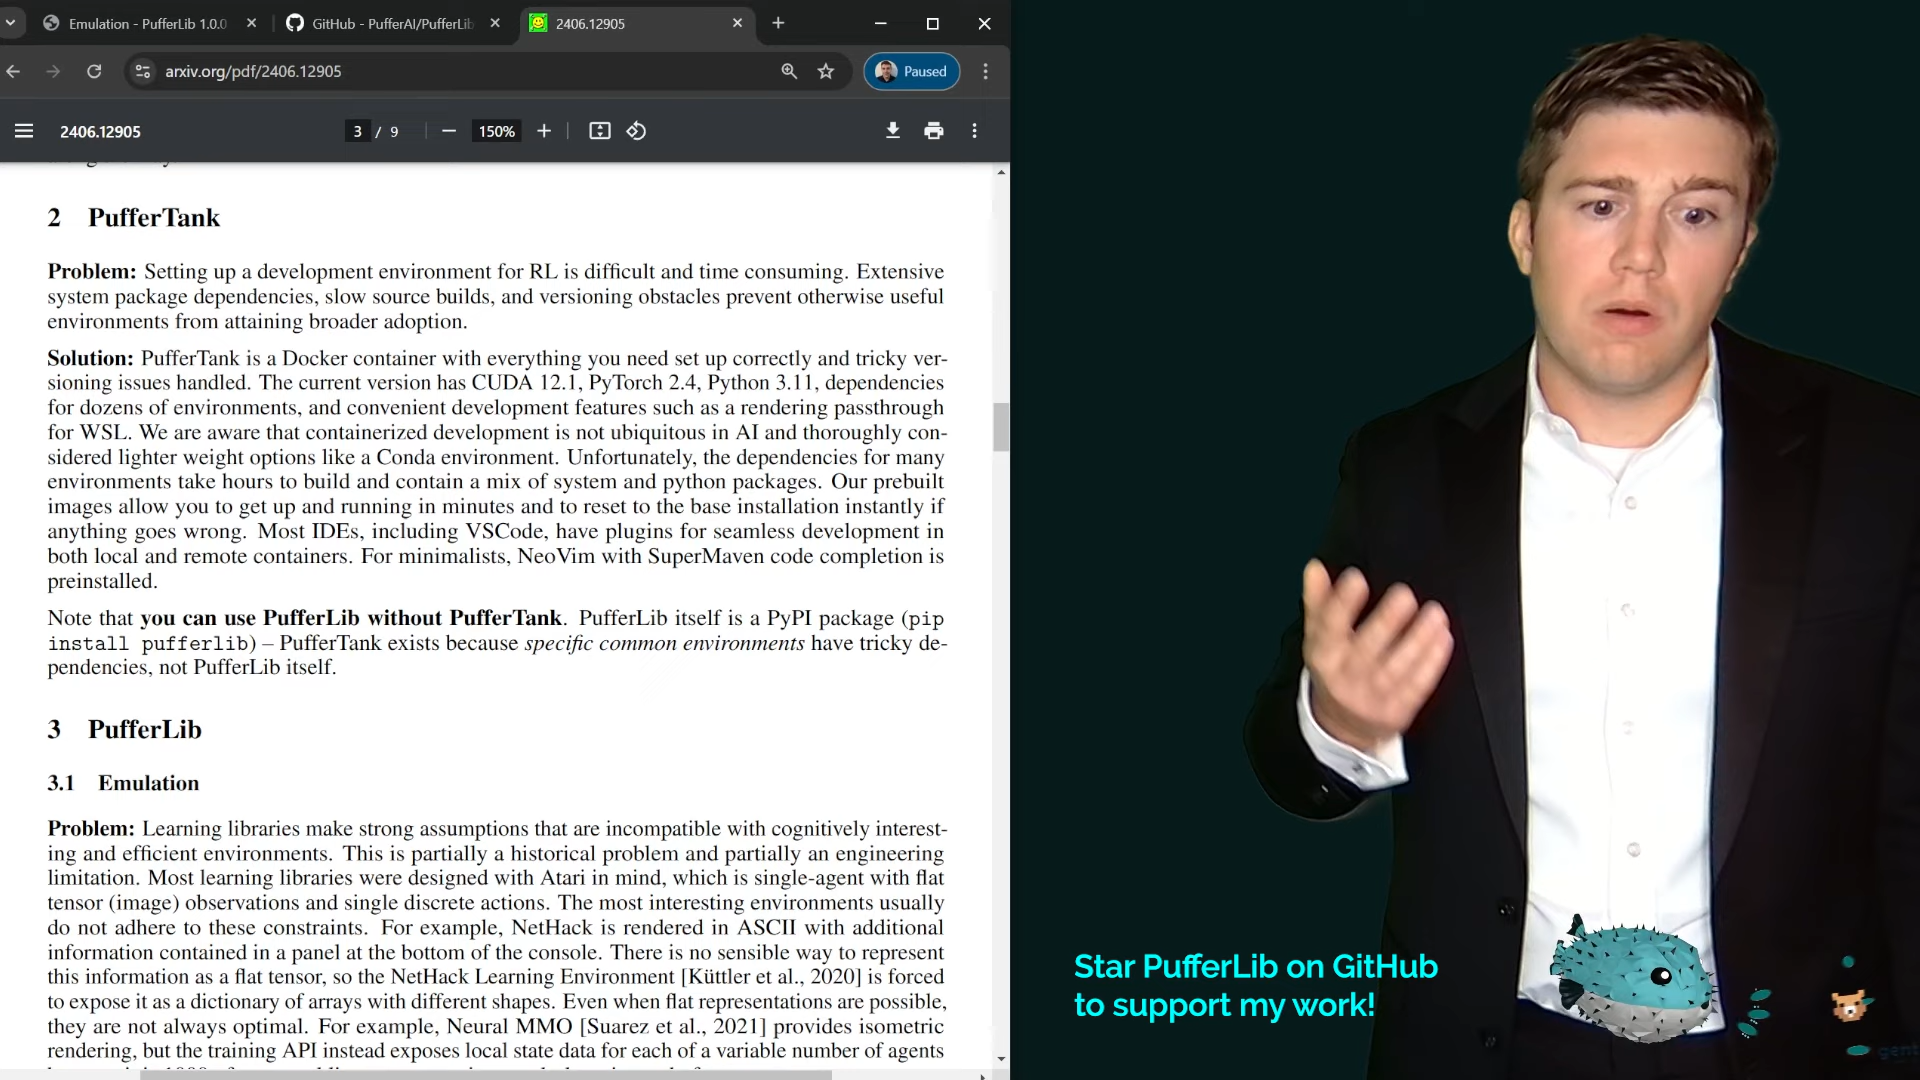 Emulation - PufferLib 1.0.0
GitHub - PufferAI/PufferLib
2406.12905
arxiv.org/pdf/2406.12905
Paused
2406.12905
3 / 9
150%
2 PufferTank
Problem: Setting up a development environment for RL is difficult and time consuming. Extensive
system package dependencies, slow source builds, and versioning obstacles prevent otherwise useful
environments from attaining broader adoption.
Solution: PufferTank is a Docker container with everything you need set up correctly and tricky ver-
sioning issues handled. The current version has CUDA 12.1, PyTorch 2.4, Python 3.11, dependencies
for dozens of environments, and convenient development features such as a rendering passthrough
for WSL. We are aware that containerized development is not ubiquitous in AI and thoroughly con-
sidered lighter weight options like a Conda environment. Unfortunately, the dependencies for many
environments take hours to build and contain a mix of system and python packages. Our prebuilt
images allow you to get up and running in minutes and to reset to the base installation instantly if
anything goes wrong. Most IDEs, including VSCode, have plugins for seamless development in
both local and remote containers. For minimalists, NeoVim with SuperMaven code completion is
preinstalled.
Note that you can use PufferLib without PufferTank. PufferLib itself is a PyPI package (pip
install pufferlib) – PufferTank exists because specific common environments have tricky de-
pendencies, not PufferLib itself.
3 PufferLib
3.1 Emulation
Problem: Learning libraries make strong assumptions that are incompatible with cognitively interest-
ing and efficient environments. This is partially a historical problem and partially an engineering
limitation. Most learning libraries were designed with Atari in mind, which is single-agent with flat
tensor (image) observations and single discrete actions. The most interesting environments usually
do not adhere to these constraints. For example, NetHack is rendered in ASCII with additional
information contained in a panel at the bottom of the console. There is no sensible way to represent
this information as a flat tensor, so the NetHack Learning Environment [Küttler et al., 2020] is forced
to expose it as a dictionary of arrays with different shapes. Even when flat representations are possible,
they are not always optimal. For example, Neural MMO [Suarez et al., 2021] provides isometric
rendering, but the training API instead exposes local state data for each of a variable number of agents
Star PufferLib on GitHub
to support my work!